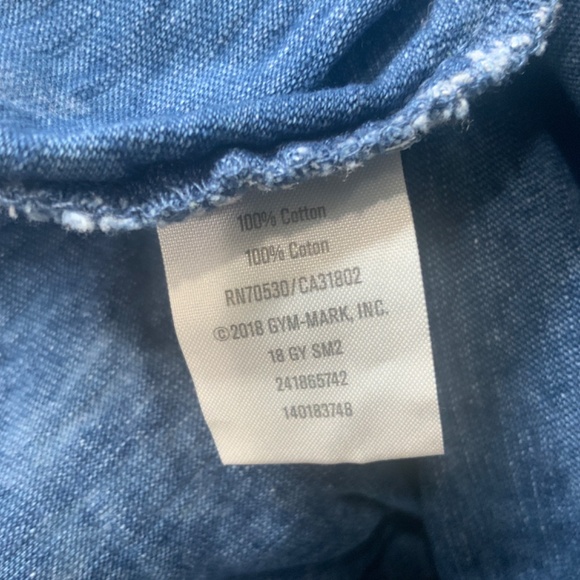 100% Cotton
100% Coton
RN70530/CA31802
©2018 GYM-MARK, INC.
18 GY SM2
241865742
140183748